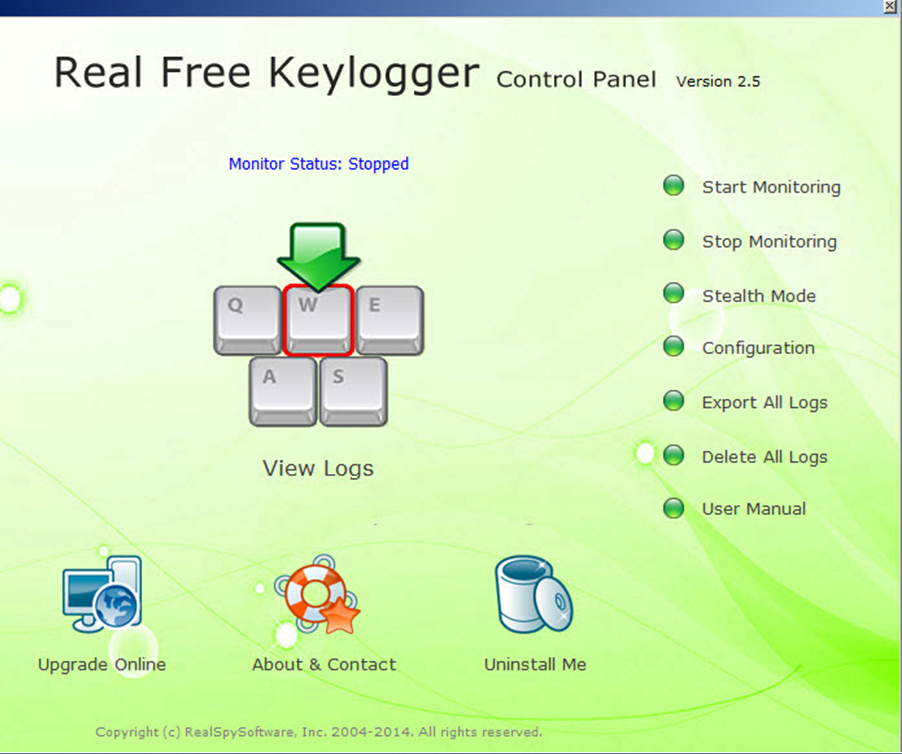 Real Free Keylogger Control Panel Version 2.5
Monitor Status: Stopped
Start Monitoring
Stop Monitoring
Stealth Mode
Configuration
Export All Logs
Delete All Logs
User Manual
Q W E
A S
View Logs
Upgrade Online
About & Contact
Uninstall Me
Copyright (c) RealSpySoftware, Inc. 2004-2014. All rights reserved.